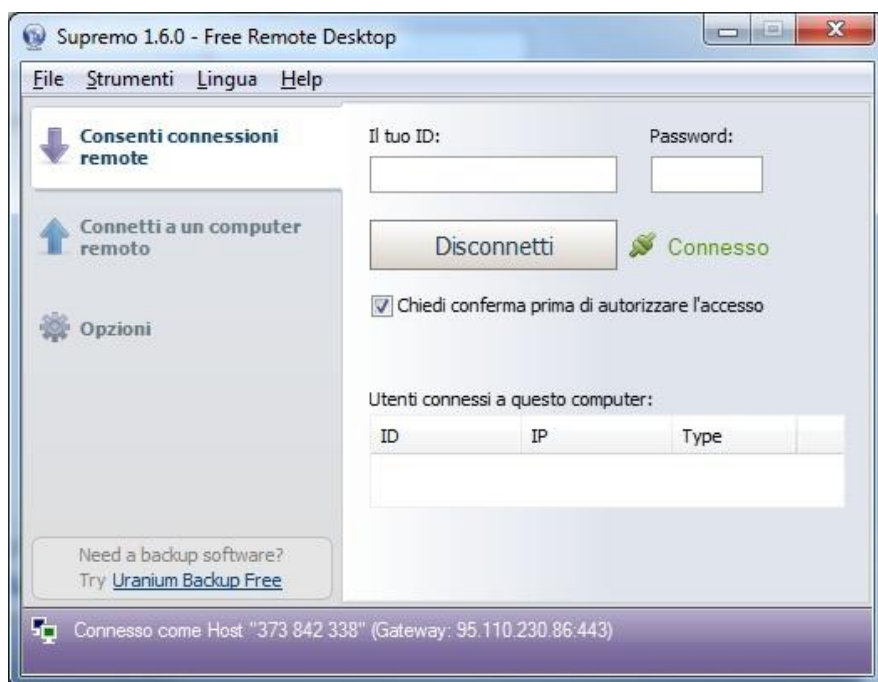 Supremo 1.6.0 - Free Remote Desktop
File Strumenti Lingua Help
Consenti connessioni
remote
Connetti a un computer
remoto
Opzioni
Need a backup software?
Try Uranium Backup Free
Il tuo ID: Password:
Disconnetti Connesso
Chiedi conferma prima di autorizzare l'accesso
Utenti connessi a questo computer:
ID IP Type
Connesso come Host "373 842 338" (Gateway: 95.110.230.86:443)